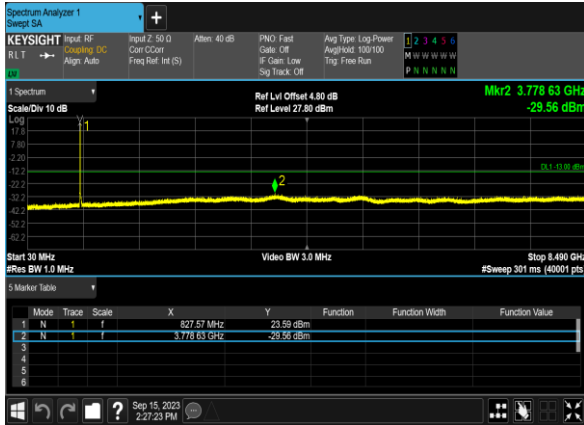 Spectrum Analyzer 1
Swept SA
KEYSIGHT Input: RF Input Z: 50 Ω Atten: 40 dB PNO: Fast Avg Type: Log-Power 1 2 3 4 5 6
RLT Coupling: DC Corr CCorr Gate: Off Avg|Hold: 100/100 M W W W W W
Align: Auto Freq Ref: Int (S) IF Gain: Low Trig: Free Run
Sig Track: Off P N N N N N
1 Spectrum
Scale/Div 10 dB Ref Lvl Offset 4.80 dB Mkr2 3.778 63 GHz
Ref Level 27.80 dBm -29.56 dBm
Log
17.8
7.80
-2.20
-12.2
-22.2
-32.2
-42.2
-52.2
-62.2
1
DL1 -13.00 dBm
2
Start 30 MHz Video BW 3.0 MHz Stop 8.490 GHz
#Res BW 1.0 MHz #Sweep 301 ms (40001 pts
5 Marker Table
Mode Trace Scale X Y Function Function Width Function Value
1 N 1 f 827.57 MHz 23.59 dBm
2 N 1 f 3.778 63 GHz -29.56 dBm
3
4
5
6
? Sep 15, 2023
2:27:23 PM